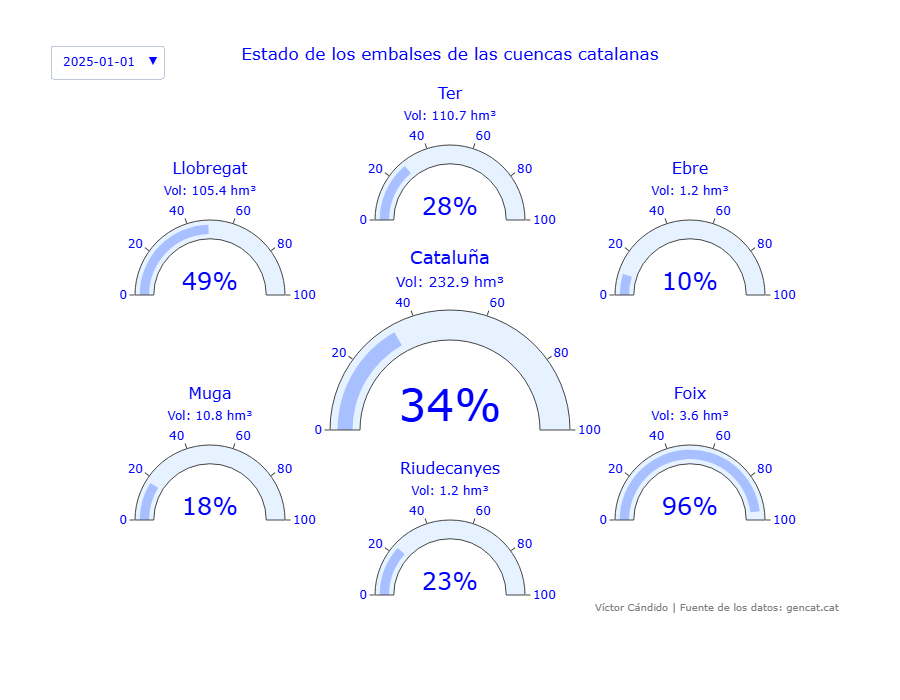 2025-01-01 ▼
Estado de los embalses de las cuencas catalanas
Ter
Vol: 110.7 hm³
0 20 40 60 80 100
28%
Llobregat
Vol: 105.4 hm³
0 20 40 60 80 100
49%
Ebre
Vol: 1.2 hm³
0 20 40 60 80 100
10%
Cataluña
Vol: 232.9 hm³
0 20 40 60 80 100
34%
Muga
Vol: 10.8 hm³
0 20 40 60 80 100
18%
Foix
Vol: 3.6 hm³
0 20 40 60 80 100
96%
Riudecanyes
Vol: 1.2 hm³
0 20 40 60 80 100
23%
Víctor Cándido | Fuente de los datos: gencat.cat